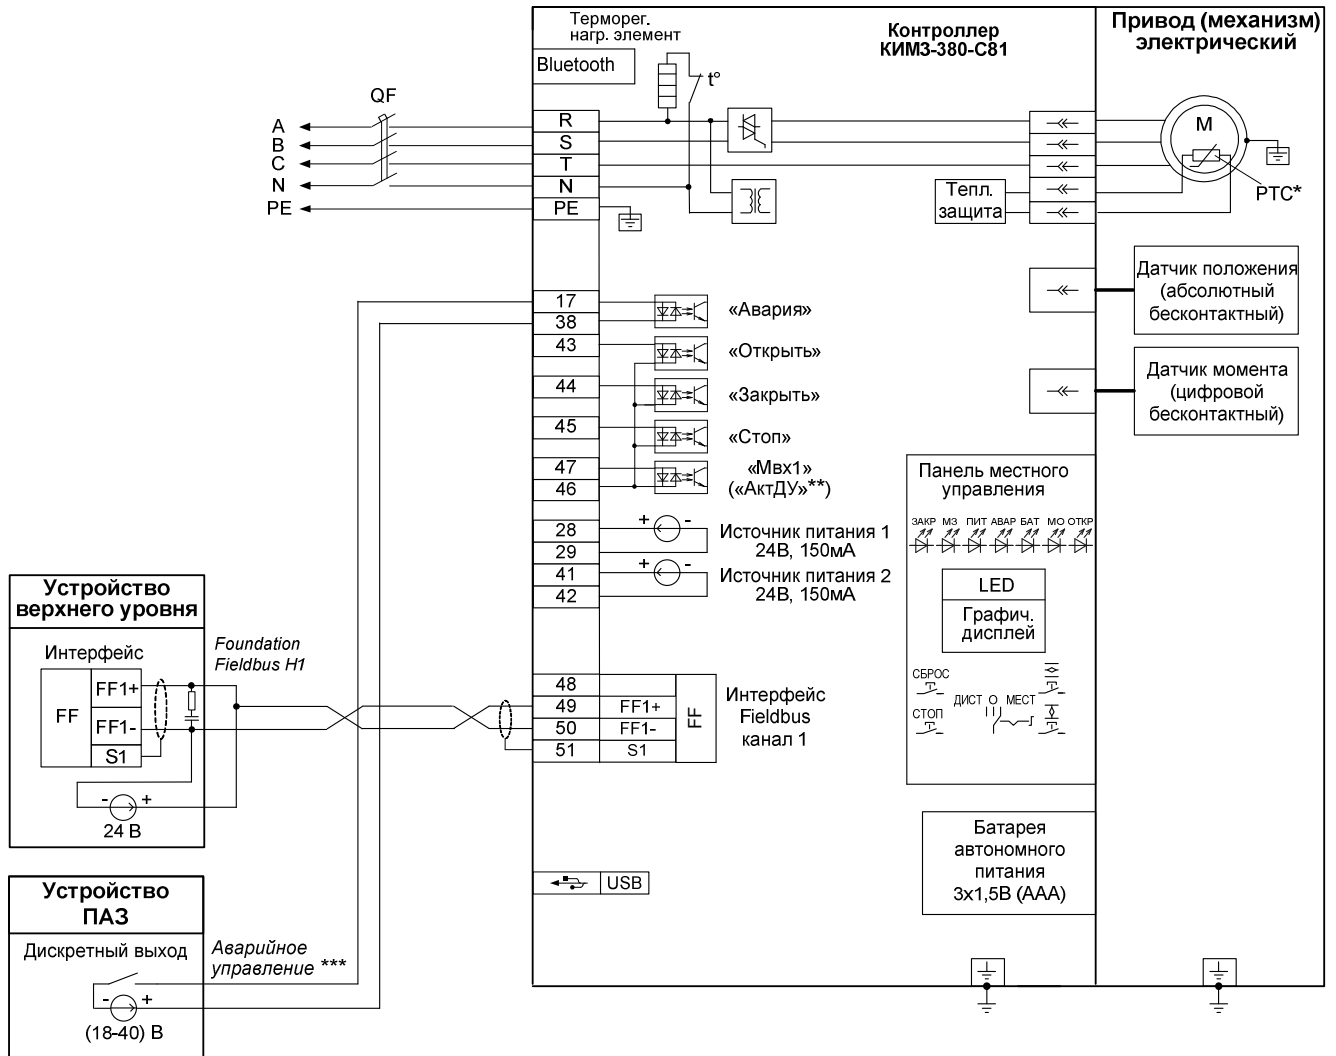 Терморег.
нагр. элемент
Bluetooth
t°
Контроллер
КИМ3-380-С81
Привод (механизм)
электрический
QF
A
B
C
N
PE
R
S
T
N
PE
M
PTC*
Тепл.
защита
Датчик положения
(абсолютный
бесконтактный)
Датчик момента
(цифровой
бесконтактный)
17
38
43
44
45
47
46
28
29
41
42
«Авария»
«Открыть»
«Закрыть»
«Стоп»
«Мвх1»
(«АктДУ»**)
+ -
Источник питания 1
24В, 150мА
+ -
Источник питания 2
24В, 150мА
Панель местного
управления
ЗАКР МЗ ПИТ АВАР БАТ МО ОТКР
LED
Графич.
дисплей
СБРОС
СТОП
ДИСТ О МЕСТ
Устройство
верхнего уровня
Интерфейс
FF
FF1+
FF1-
S1
- +
24 В
Foundation
Fieldbus H1
48
49 FF1+
50 FF1-
51 S1
FF
Интерфейс
Fieldbus
канал 1
Батарея
автономного
питания
3х1,5В (ААА)
USB
Устройство
ПАЗ
Дискретный выход
- +
(18-40) В
Аварийное
управление ***